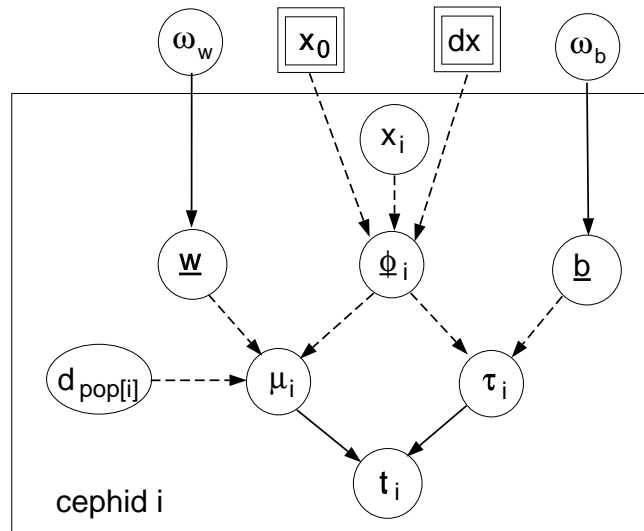 ω_w x_0 dx ω_b
x_i
w ϕ_i b
d_pop[i] μ_i τ_i
t_i
cephid i